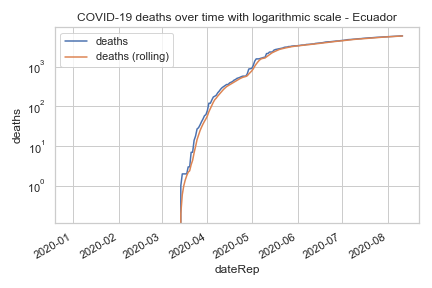 COVID-19 deaths over time with logarithmic scale - Ecuador
deaths
deaths (rolling)
10³
10²
10¹
10⁰
deaths
2020-01
2020-02
2020-03
2020-04
2020-05
2020-06
2020-07
2020-08
dateRep